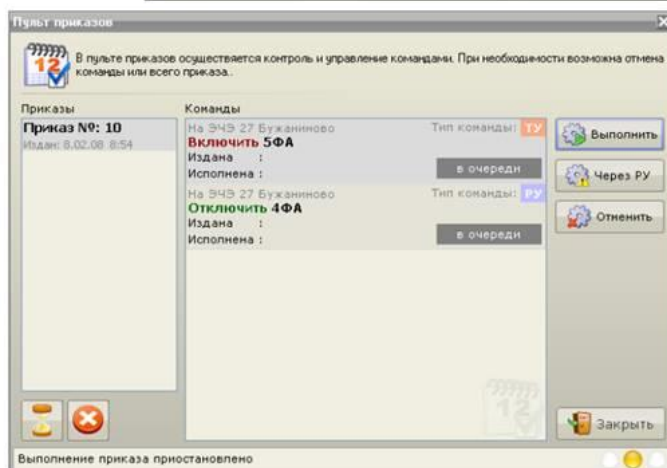 Пульт приказов
В пульте приказов осуществляется контроль и управление командами. При необходимости возможна отмена
команды или всего приказа..
Приказы
Команды
Приказ №: 10
Издан: 8.02.08 8:54
На ЭЧЭ 27 Бужаниново
Тип команды: ТУ
Включить 5ФА
Издана :
Исполнена :
в очереди
На ЭЧЭ 27 Бужаниново
Тип команды: РУ
Отключить 4ФА
Издана :
Исполнена :
в очереди
Выполнить
Через РУ
Отменить
12
Закрыть
Выполнение приказа приостановлено